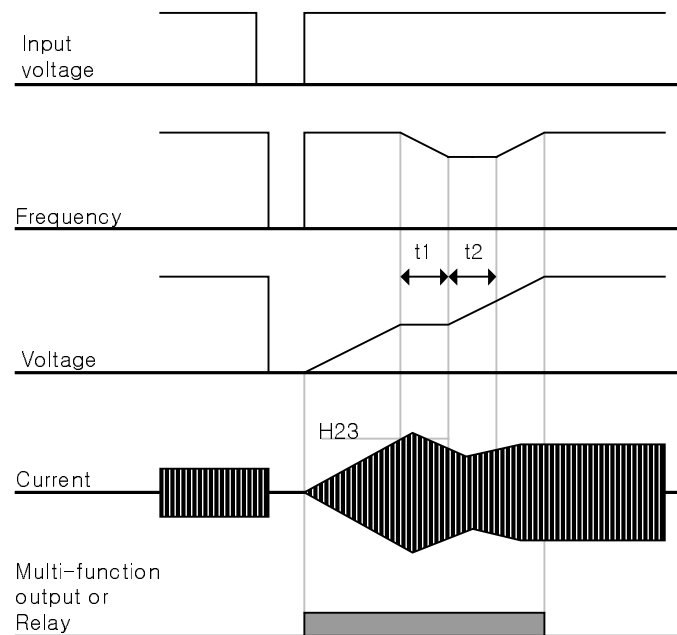 Input
voltage
Frequency
t1
t2
Voltage
H23
Current
Multi-function
output or
Relay